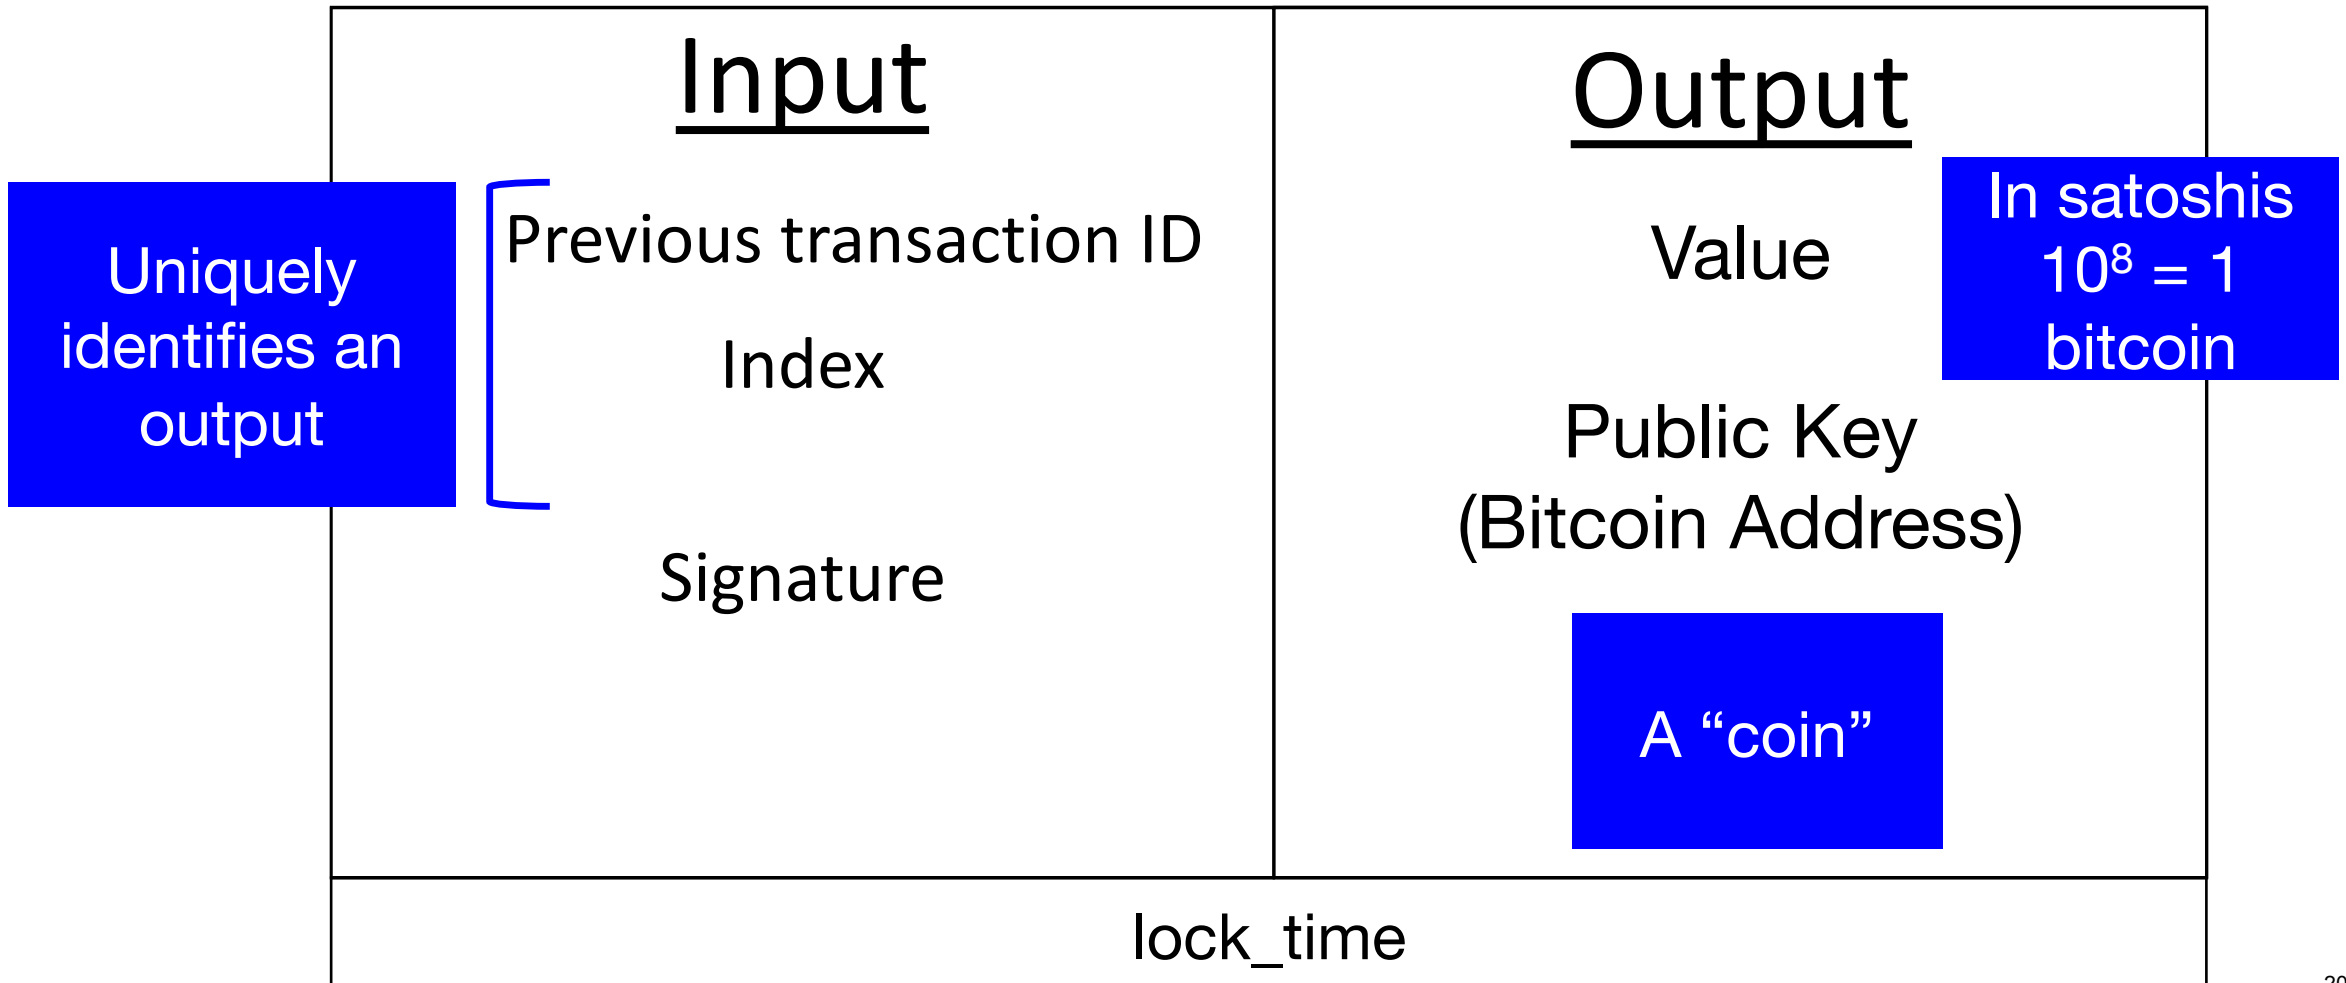 Input
Uniquely
identifies an
output
Previous transaction ID
Index
Signature
Output
Value
In satoshis
10⁸ = 1
bitcoin
Public Key
(Bitcoin Address)
A “coin”
lock_time